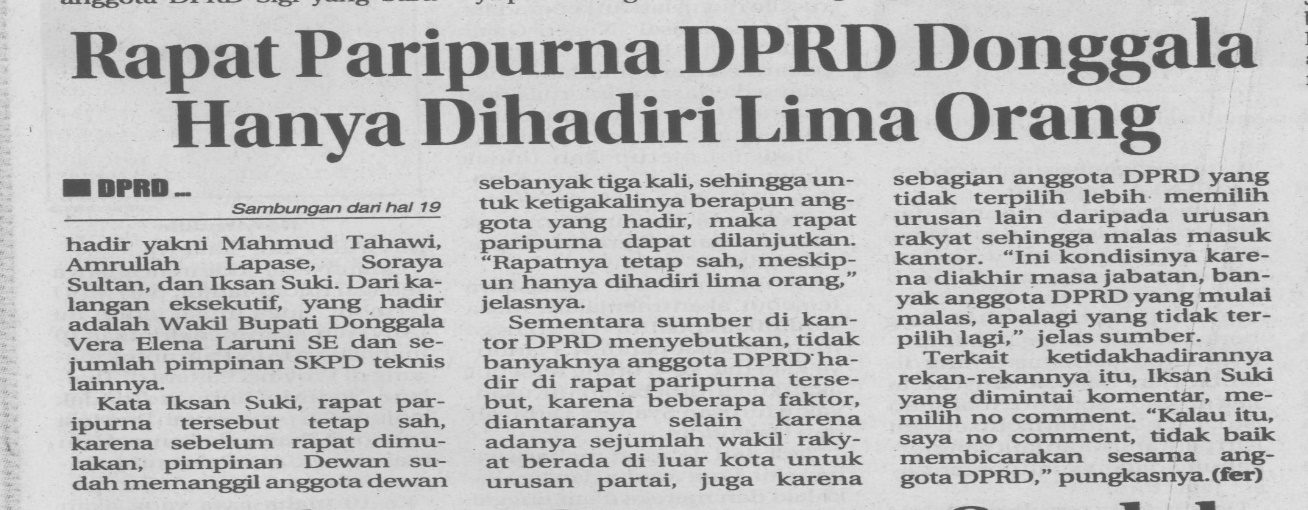 Rapat Paripurna DPRD Donggala
Hanya Dihadiri Lima Orang
■ DPRD ...
Sambungan dari hal 19
hadir yakni Mahmud Tahawi,
Amrullah Lapase, Soraya
Sultan, dan Iksan Suki. Dari ka-
langan eksekutif, yang hadir
adalah Wakil Bupati Donggala
Vera Elena Laruni SE dan se-
jumlah pimpinan SKPD teknis
lainnya.
Kata Iksan Suki, rapat par-
ipurna tersebut tetap sah,
karena sebelum rapat dimu-
lakan, pimpinan Dewan su-
dah memanggil anggota dewan
sebanyak tiga kali, sehingga un-
tuk ketigakalinya berapun ang-
gota yang hadir, maka rapat
paripurna dapat dilanjutkan.
“Rapatnya tetap sah, meskip-
un hanya dihadiri lima orang,”
jelasnya.
Sementara sumber di kan-
tor DPRD menyebutkan, tidak
banyaknya anggota DPRD ha-
dir di rapat paripurna terse-
but, karena beberapa faktor,
diantaranya selain karena
adanya sejumlah wakil raky-
at berada di luar kota untuk
urusan partai, juga karena
sebagian anggota DPRD yang
tidak terpilih lebih memilih
urusan lain daripada urusan
rakyat sehingga malas masuk
kantor. “Ini kondisinya kare-
na diakhir masa jabatan, ban-
yak anggota DPRD yang mulai
malas, apalagi yang tidak ter-
pilih lagi,” jelas sumber.
Terkait ketidakhadirannya
rekan-rekannya itu, Iksan Suki
yang dimintai komentar, me-
milih no comment. “Kalau itu,
saya no comment, tidak baik
membicarakan sesama ang-
gota DPRD,” pungkasnya.(fer)